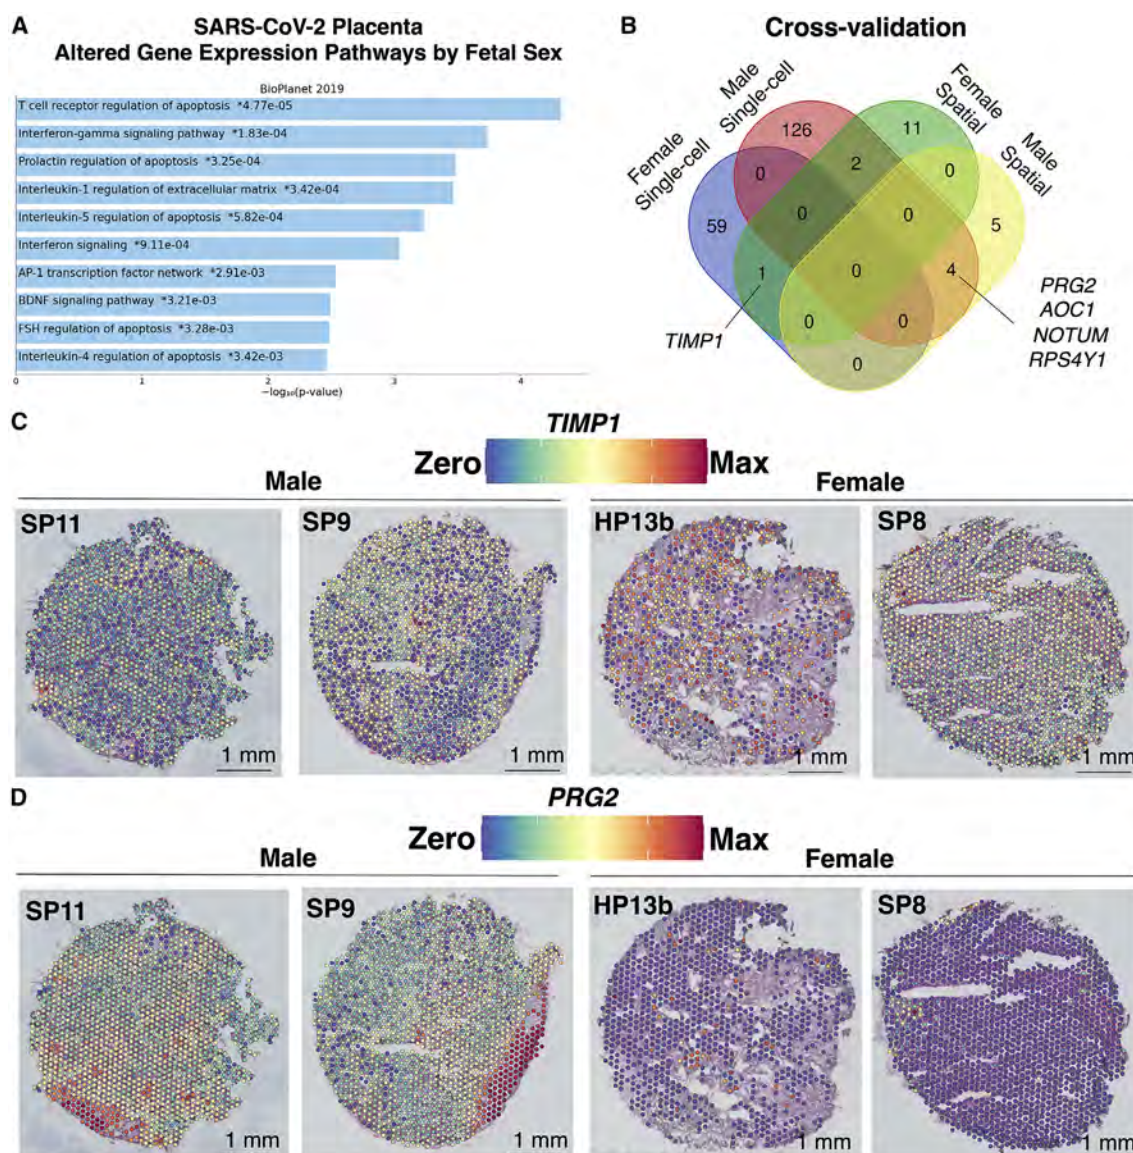 A
SARS-CoV-2 Placenta
Altered Gene Expression Pathways by Fetal Sex
BioPlanet 2019
T cell receptor regulation of apoptosis *4.77e-05
Interferon-gamma signaling pathway *1.83e-04
Prolactin regulation of apoptosis *3.25e-04
Interleukin-1 regulation of extracellular matrix *3.42e-04
Interleukin-5 regulation of apoptosis *5.82e-04
Interferon signaling *9.11e-04
AP-1 transcription factor network *2.91e-03
BDNF signaling pathway *3.21e-03
FSH regulation of apoptosis *3.28e-03
Interleukin-4 regulation of apoptosis *3.42e-03
0 1 2 3 4
−log₁₀(p-value)
B
Cross-validation
Female
Single-cell
Male
Single-cell
Female
Spatial
Male
Spatial
126
11
0
2
0
59
0
0
5
1
0
4
0
0
0
TIMP1
PRG2
AOC1
NOTUM
RPS4Y1
C
TIMP1
Zero
Max
Male
Female
SP11
SP9
HP13b
SP8
1 mm
1 mm
1 mm
1 mm
D
PRG2
Zero
Max
Male
Female
SP11
SP9
HP13b
SP8
1 mm
1 mm
1 mm
1 mm